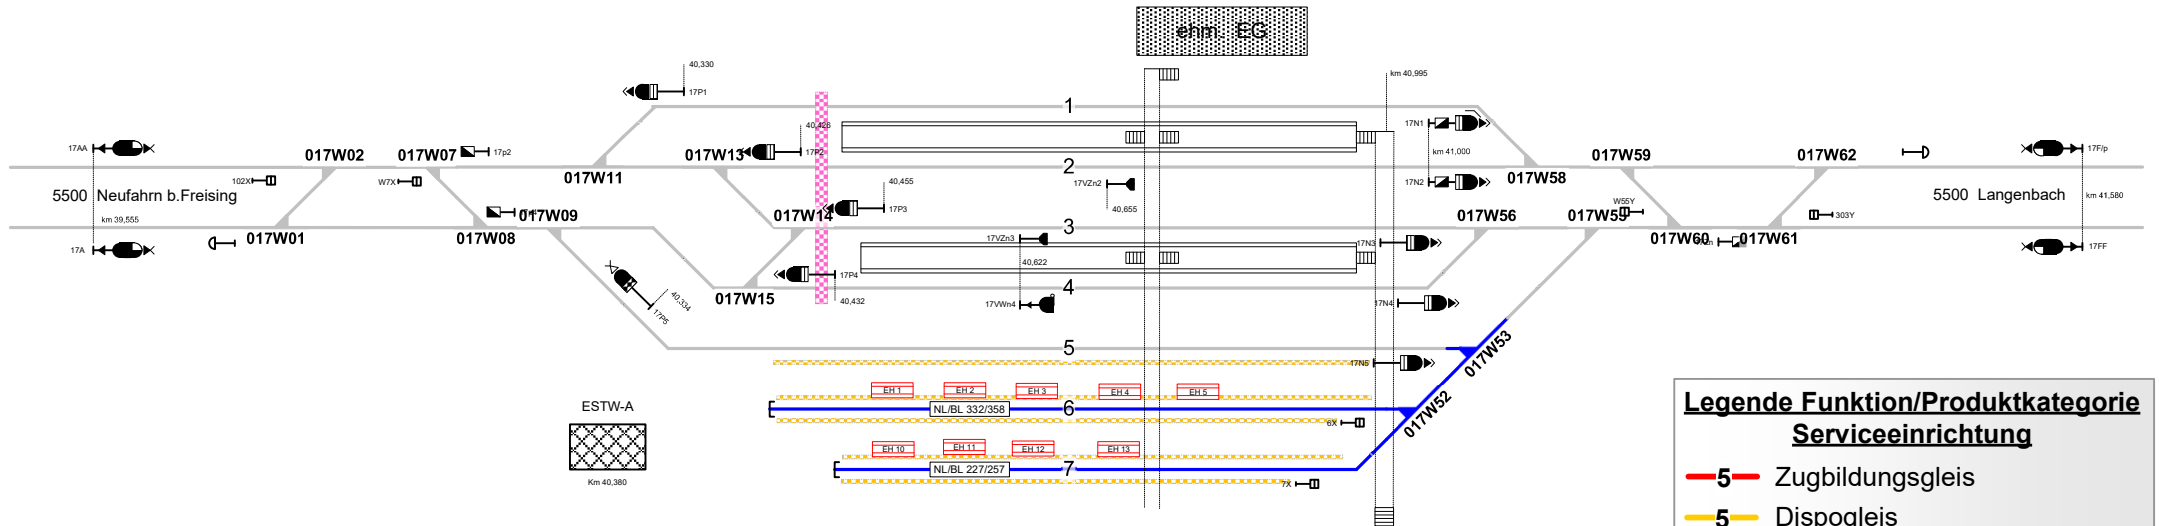 ehm. EG
40,330
17P1
km 40,995
1
17N1
40,426
17AA
017W02
017W07
17p2
017W13
17P2
km 41,000
017W59
017W62
17F/p
017W11
2
017W58
102X
W7X
40,455
17VZn2
17N2
5500 Neufahrn b.Freising
5500 Langenbach
km 41,580
km 39,555
017W09
017W14
17P3
40,655
W55Y
303Y
017W56
017W55
3
017W01
017W08
17VZn3
17N3
017W60
017W61
17A
17FF
40,622
17P4
4
017W15
40,432
17VWn4
17N4
40,334
17P5
5
017W53
17N5
EH 1
EH 2
EH 3
EH 4
EH 5
ESTW-A
NL/BL 332/358
6
017W52
6X
EH 10
EH 11
EH 12
EH 13
NL/BL 227/257
7
Km 40,380
7X
Legende Funktion/Produktkategorie
Serviceeinrichtung
5 Zugbildungsgleis
5 Dispogleis